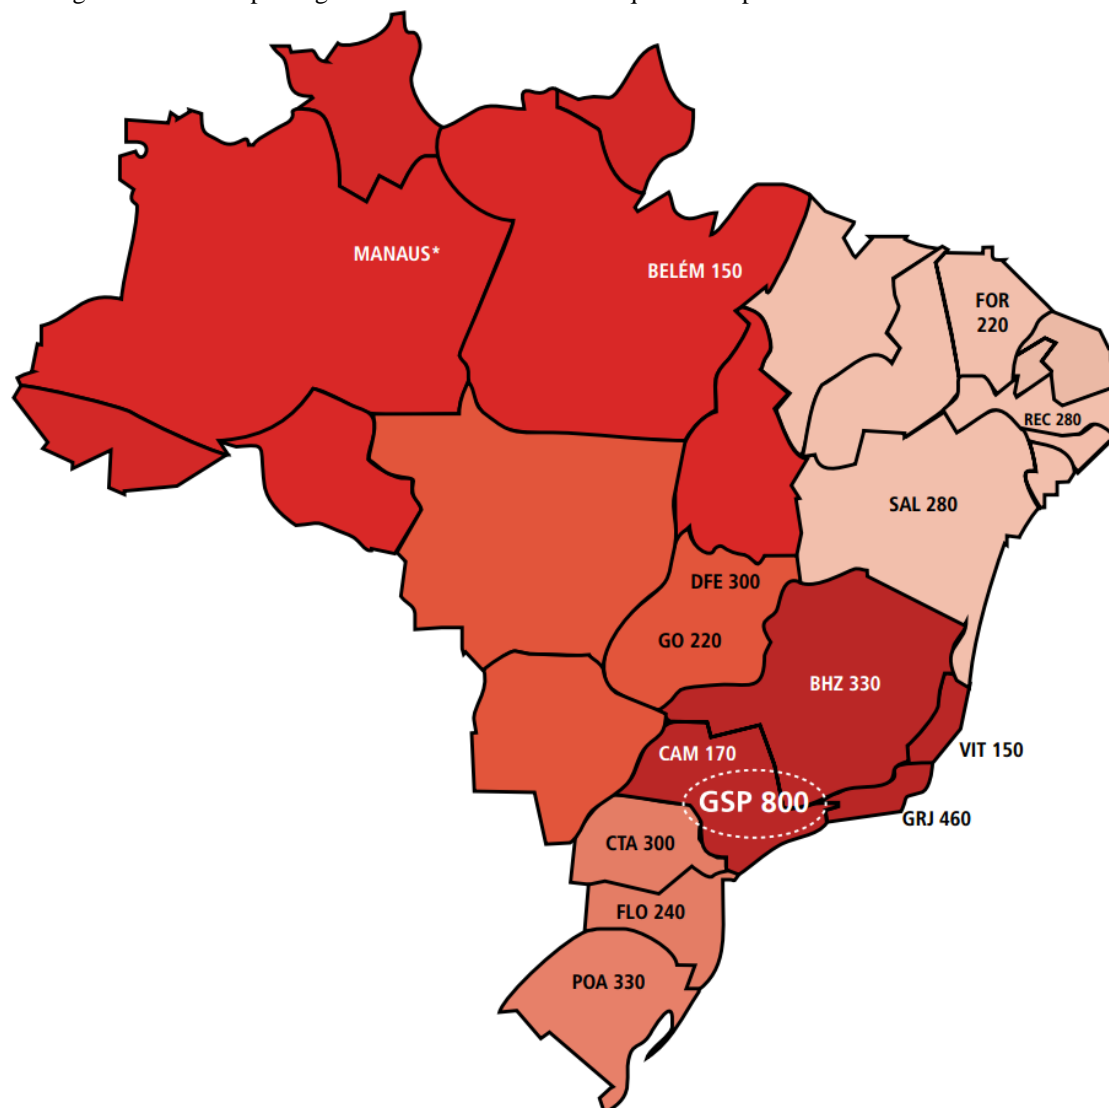 MANAUS*
BELÉM 150
FOR
220
REC 280
SAL 280
DFE 300
GO 220
BHZ 330
VIT 150
CAM 170
GSP 800
GRJ 460
CTA 300
FLO 240
POA 330